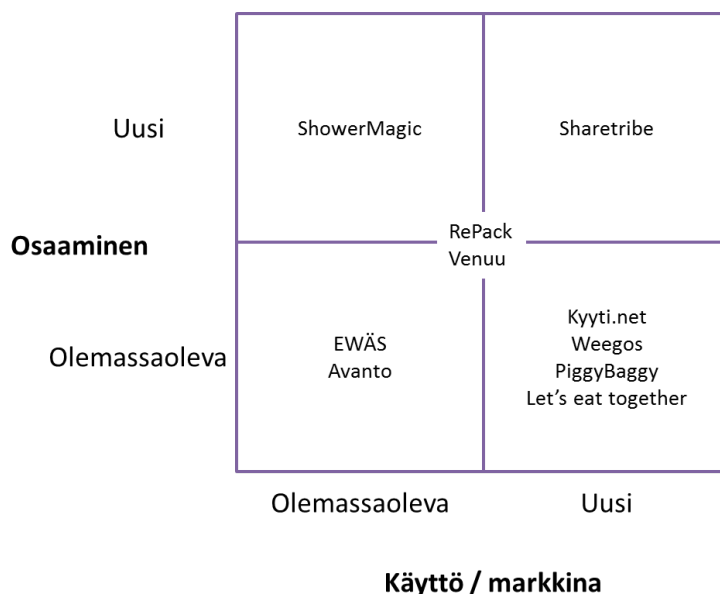 Uusi
ShowerMagic
Sharetribe
Osaaminen
RePack
Venuu
Olemassaoleva
EWÄS
Avanto
Kyyti.net
Weegos
PiggyBaggy
Let’s eat together
Olemassaoleva
Uusi
Käyttö / markkina